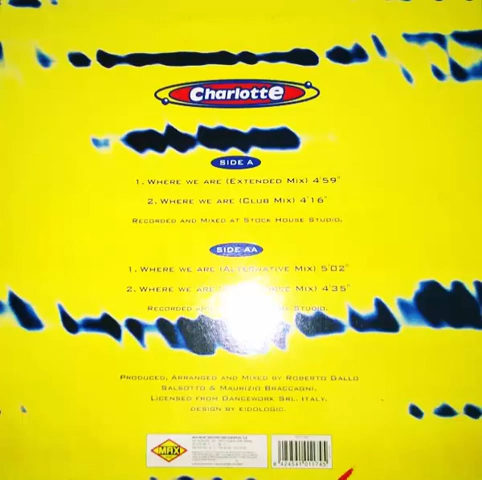 Charlotte
SIDE A
1. WHERE WE ARE (EXTENDED MIX) 4'59"
2. WHERE WE ARE (CLUB MIX) 4'16"
RECORDED AND MIXED AT STOCK HOUSE STUDIO.
SIDE AA
1. WHERE WE ARE (ALTERNATIVE MIX) 5'02"
2. WHERE WE ARE MIX) 4'35"
RECORDED STUDIO.
PRODUCED, ARRANGED AND MIXED BY ROBERTO GALLO
SALSOTTO & MAURIZIO BRACCAGNI.
LICENSED FROM DANCEWORK SRL. ITALY.
DESIGN BY EIDOLOGIC.
MAX